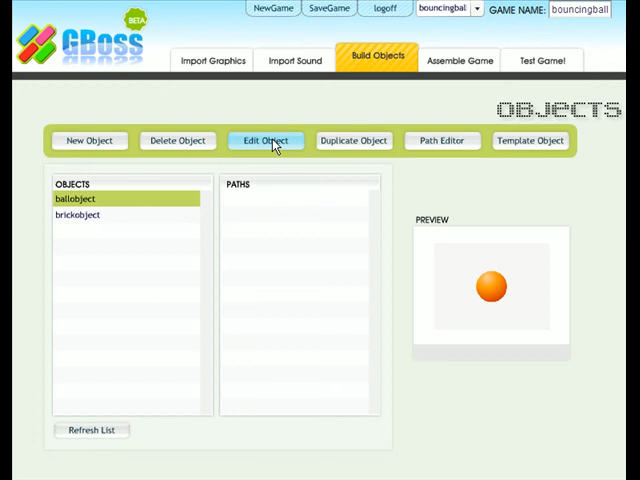 NewGame SaveGame logoff bouncingbal GAME NAME: bouncingball
BETA
GBoss
Import Graphics Import Sound Build Objects Assemble Game Test Game!
OBJECTS
New Object Delete Object Edit Object Duplicate Object Path Editor Template Object
OBJECTS PATHS
ballobject
brickobject
PREVIEW
Refresh List